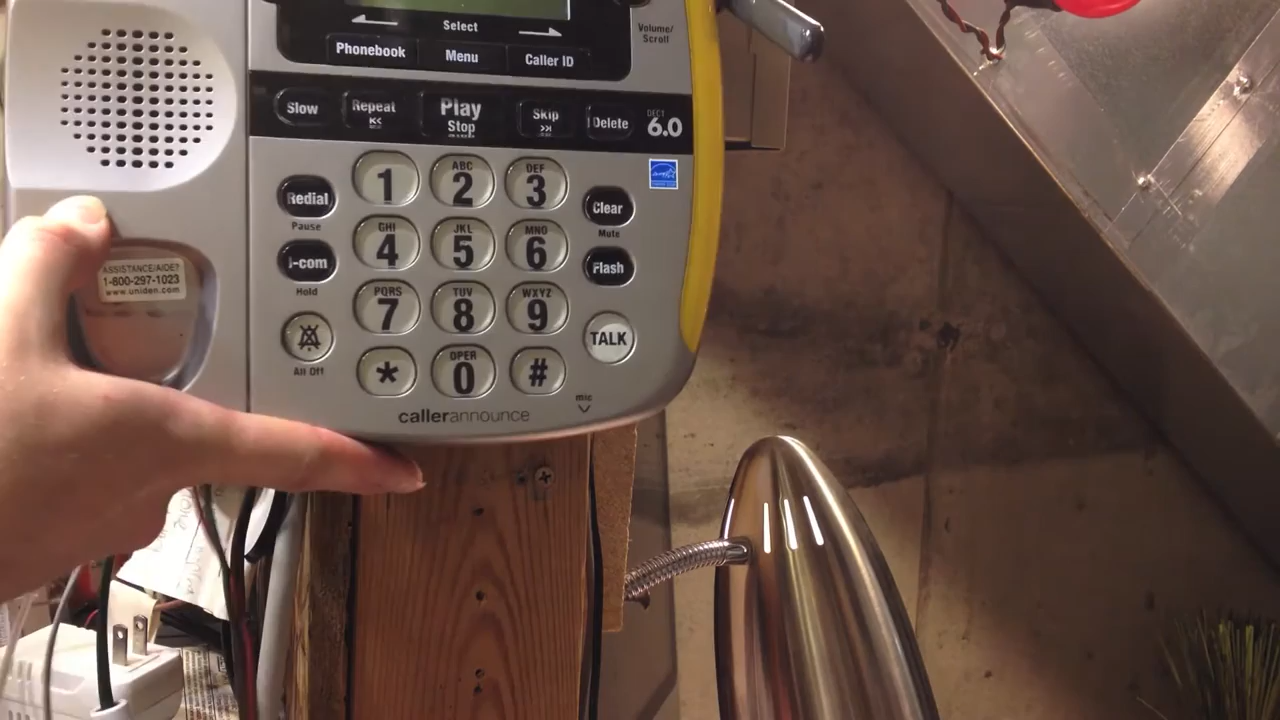 Select
Volume/
Scroll
Phonebook
Menu
Caller ID
Slow
Repeat
Play
Stop
Skip
Delete
DECT
6.0
1
ABC
2
DEF
3
Redial
Pause
Clear
Mute
GHI
4
JKL
5
MNO
6
I-com
Hold
Flash
ASSISTANCE/AIDE?
1-800-297-1023
www.uniden.com
PQRS
7
TUV
8
WXYZ
9
TALK
All Off
*
OPER
0
#
mic
callerannounce